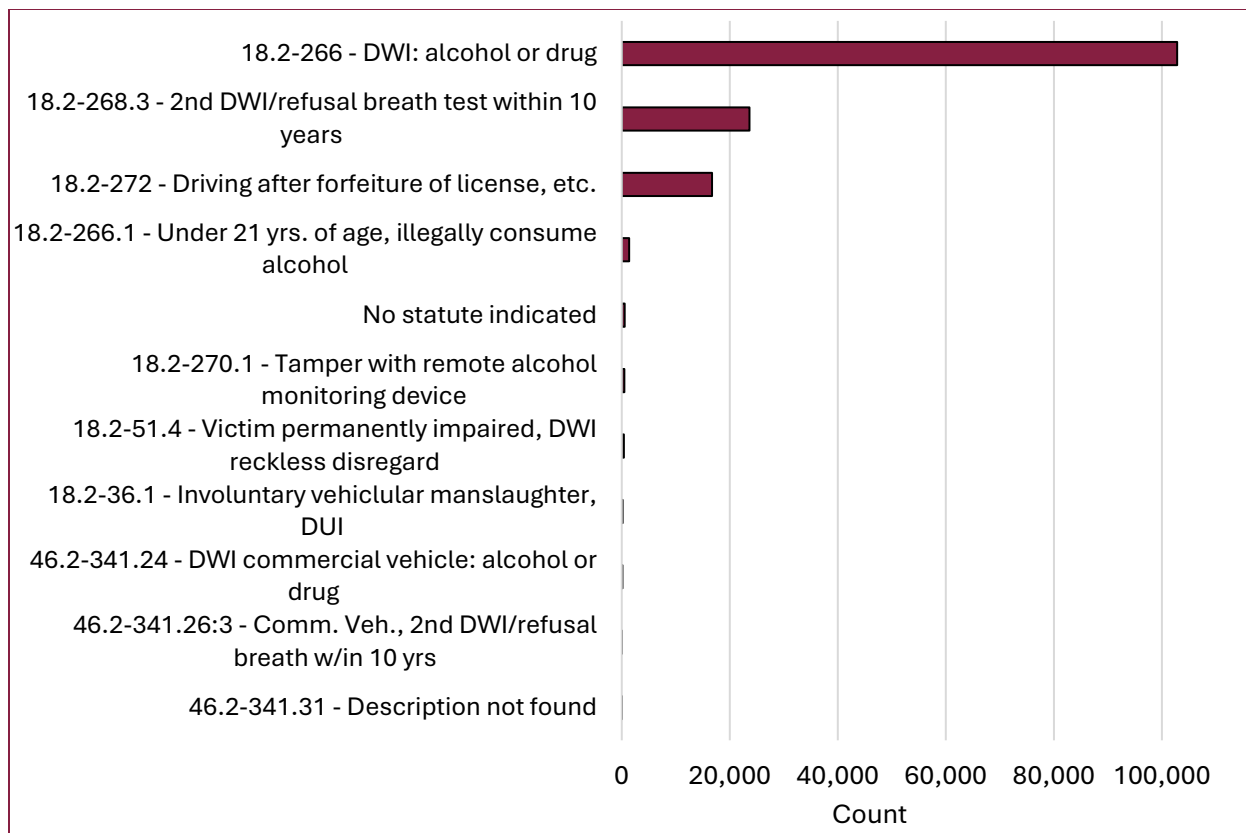 18.2-266 - DWI: alcohol or drug
18.2-268.3 - 2nd DWI/refusal breath test within 10
years
18.2-272 - Driving after forfeiture of license, etc.
18.2-266.1 - Under 21 yrs. of age, illegally consume
alcohol
No statute indicated
18.2-270.1 - Tamper with remote alcohol
monitoring device
18.2-51.4 - Victim permanently impaired, DWI
reckless disregard
18.2-36.1 - Involuntary vehiclular manslaughter,
DUI
46.2-341.24 - DWI commercial vehicle: alcohol or
drug
46.2-341.26:3 - Comm. Veh., 2nd DWI/refusal
breath w/in 10 yrs
46.2-341.31 - Description not found
0 20,000 40,000 60,000 80,000 100,000
Count